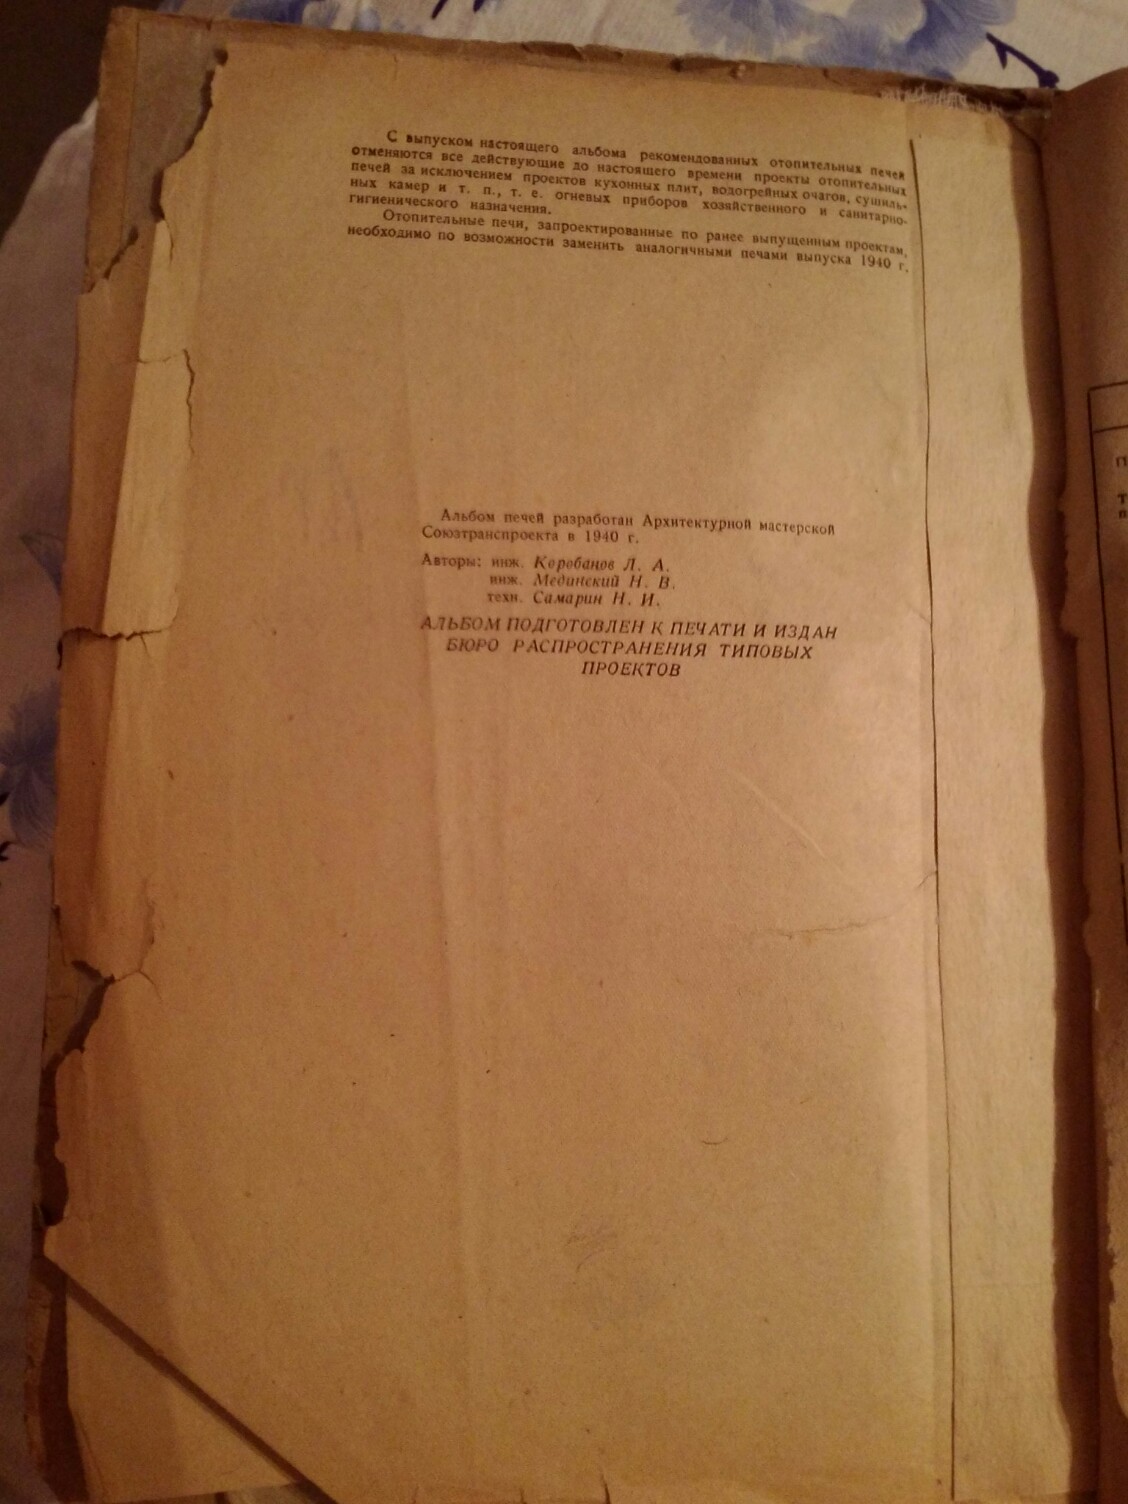 С выпуском настоящего альбома рекомендованных отопительных печей
отменяются все действующие до настоящего времени проекты отопительных
печей за исключением проектов кухонных плит, водогрейных очагов, сушиль-
ных камер и т. п., т. е. огневых приборов хозяйственного и санитарно-
гигиенического назначения.
Отопительные печи, запроектированные по ранее выпущенным проектам,
необходимо по возможности заменить аналогичными печами выпуска 1940 г.
Альбом печей разработан Архитектурной мастерской
Союзтранспроекта в 1940 г.
Авторы: инж. Коробанов Л. А.
инж. Мединский Н. В.
техн. Самарин Н. И.
АЛЬБОМ ПОДГОТОВЛЕН К ПЕЧАТИ И ИЗДАН
БЮРО РАСПРОСТРАНЕНИЯ ТИПОВЫХ
ПРОЕКТОВ